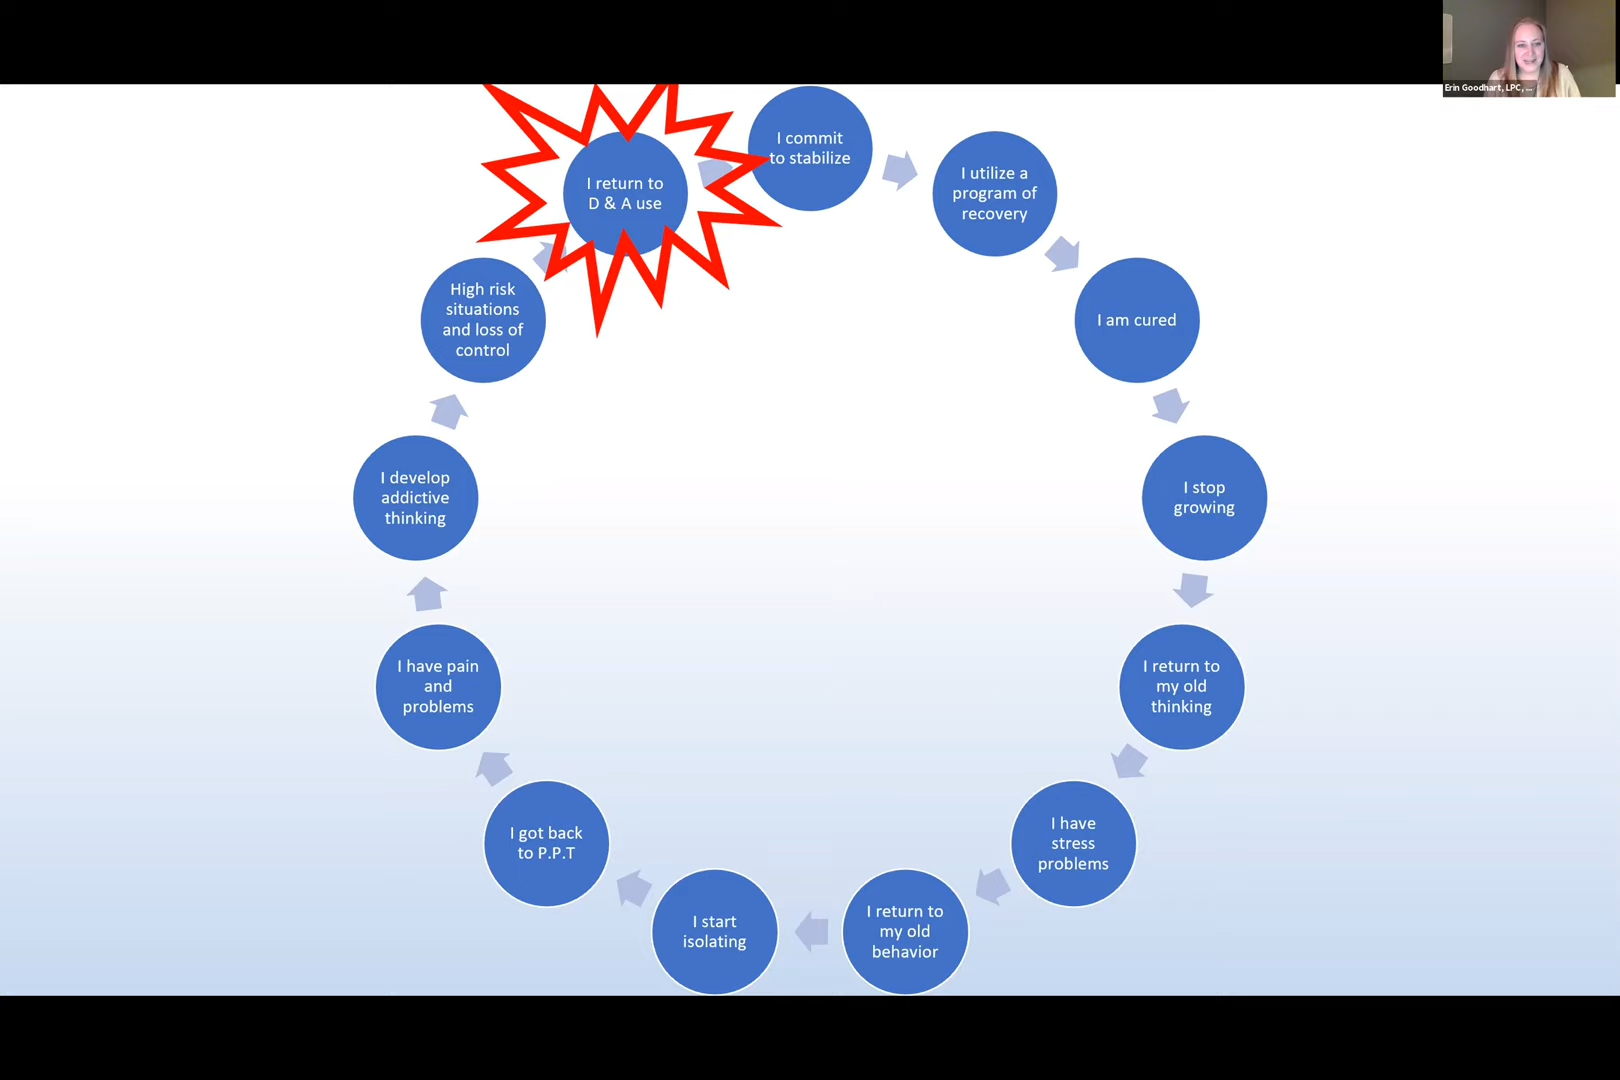 Erin Goodhart, LPC, ...
I commit
to stabilize
I utilize a
program of
recovery
I am cured
I stop
growing
I return to
my old
thinking
I have
stress
problems
I return to
my old
behavior
I start
isolating
I got back
to P.P.T
I have pain
and
problems
I develop
addictive
thinking
High risk
situations
and loss of
control
I return to
D & A use